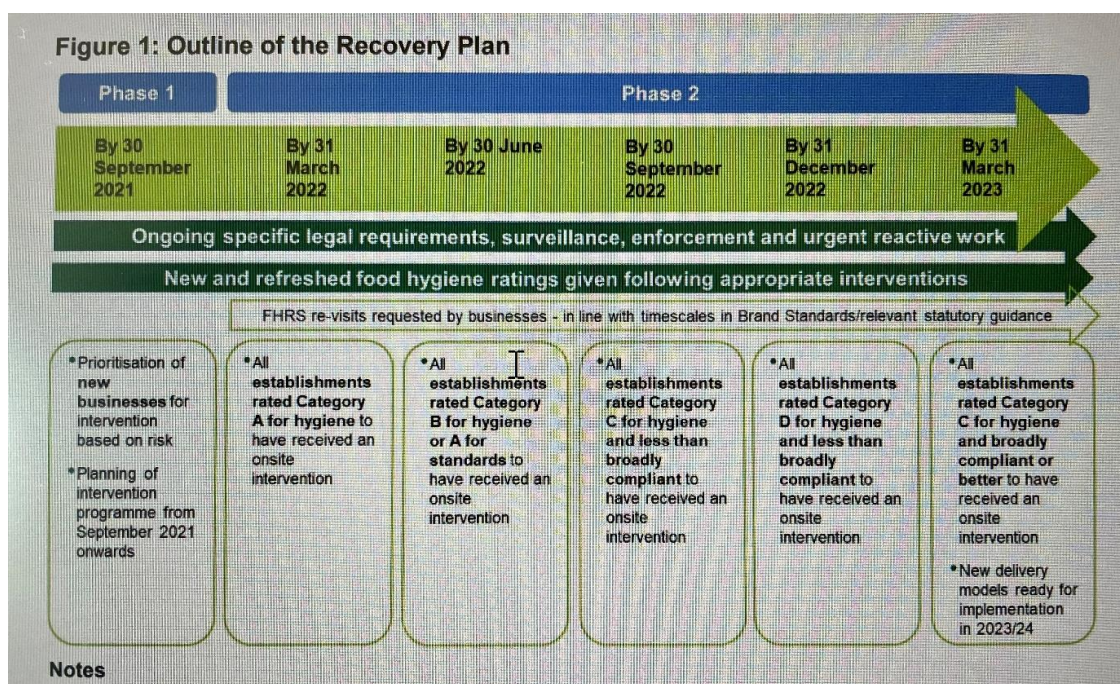 Figure 1: Outline of the Recovery Plan
Phase 1
Phase 2
By 30
September
2021
By 31
March
2022
By 30 June
2022
By 30
September
2022
By 31
December
2022
By 31
March
2023
Ongoing specific legal requirements, surveillance, enforcement and urgent reactive work
New and refreshed food hygiene ratings given following appropriate interventions
FHRS re-visits requested by businesses - in line with timescales in Brand Standards/relevant statutory guidance
•Prioritisation of
new
businesses for
intervention
based on risk
•Planning of
intervention
programme from
September 2021
onwards
•All
establishments
rated Category
A for hygiene to
have received an
onsite
intervention
•All
establishments
rated Category
B for hygiene
or A for
standards to
have received an
onsite
intervention
•All
establishments
rated Category
C for hygiene
and less than
broadly
compliant to
have received an
onsite
intervention
•All
establishments
rated Category
D for hygiene
and less than
broadly
compliant to
have received an
onsite
intervention
•All
establishments
rated Category
C for hygiene
and broadly
compliant or
better to have
received an
onsite
intervention
•New delivery
models ready for
implementation
in 2023/24
Notes